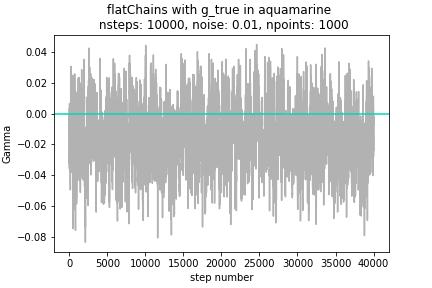 flatChains with g_true in aquamarine
nsteps: 10000, noise: 0.01, npoints: 1000
0.04
0.02
0.00
−0.02
−0.04
−0.06
−0.08
Gamma
0 5000 10000 15000 20000 25000 30000 35000 40000
step number